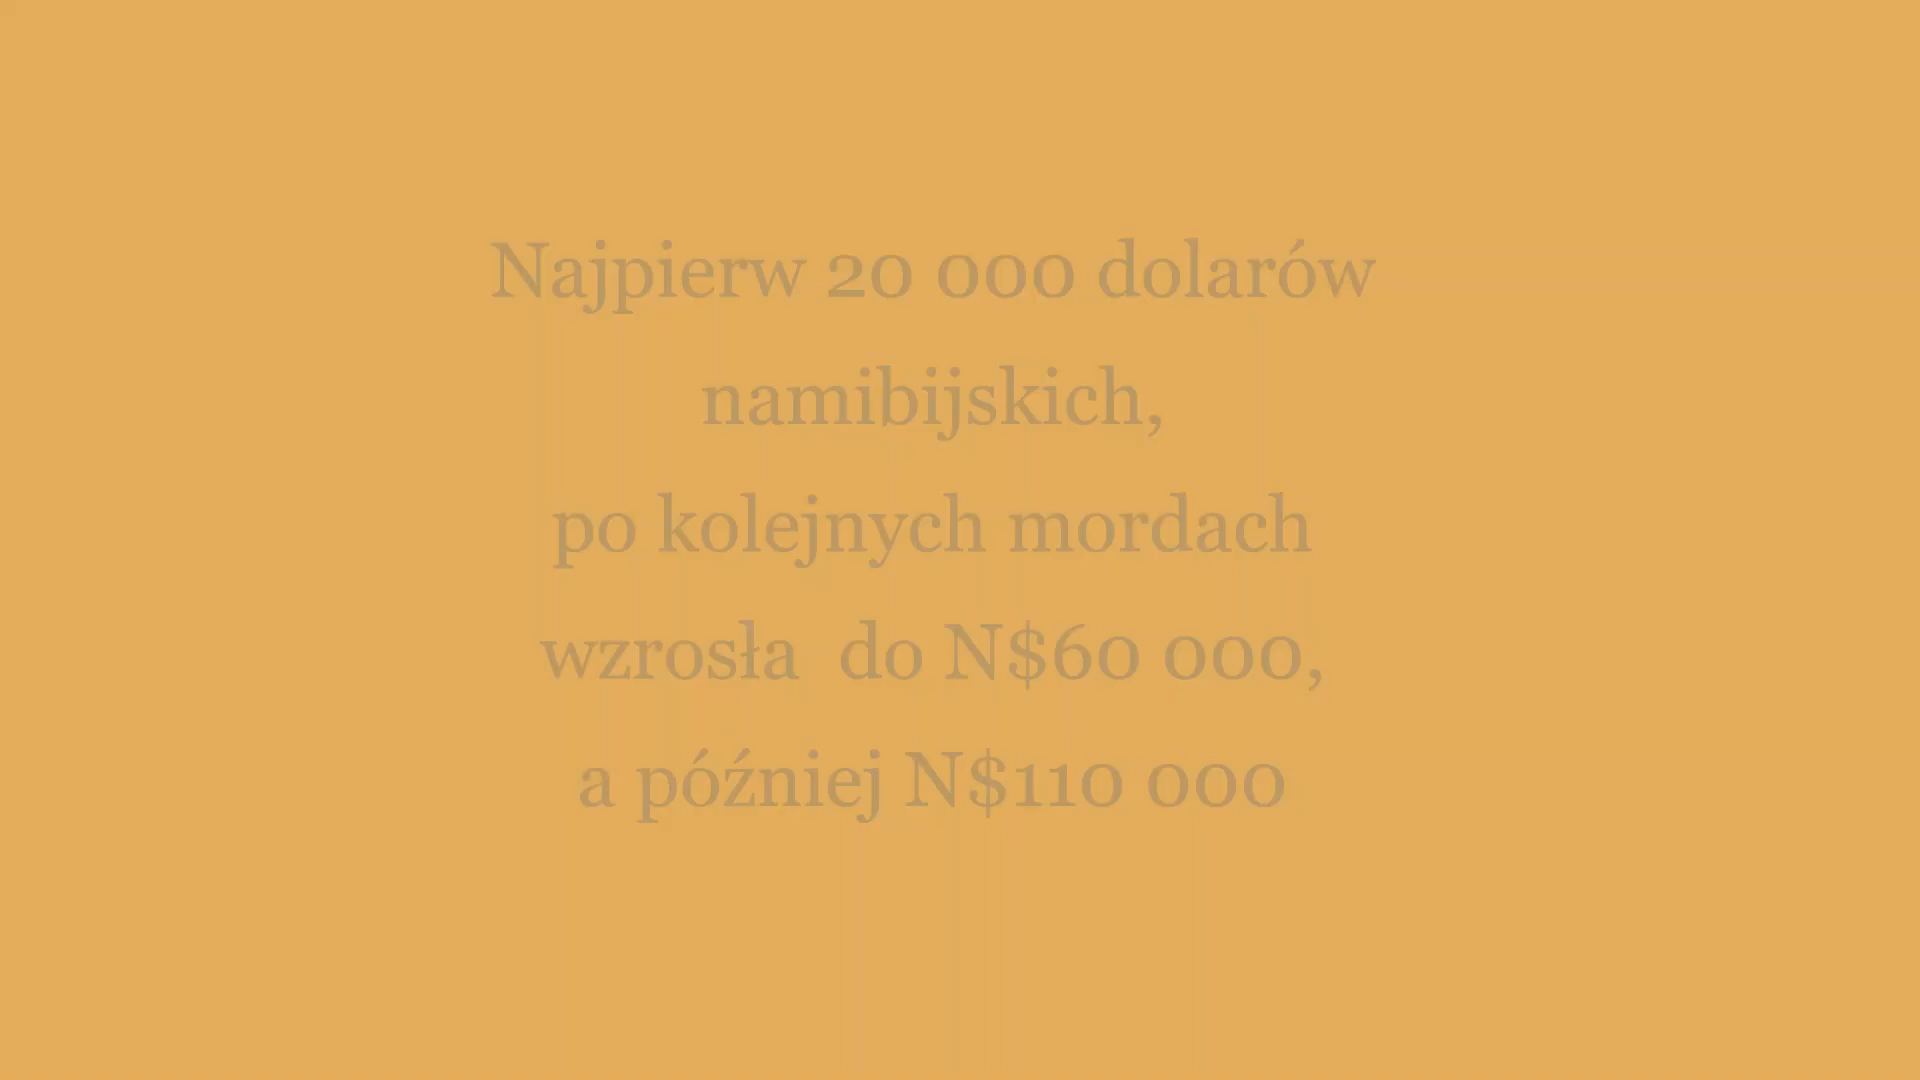 Najpierw 20 000 dolarów
namibijskich,
po kolejnych mordach
wzrosła  do N$60 000,
a później N$110 000